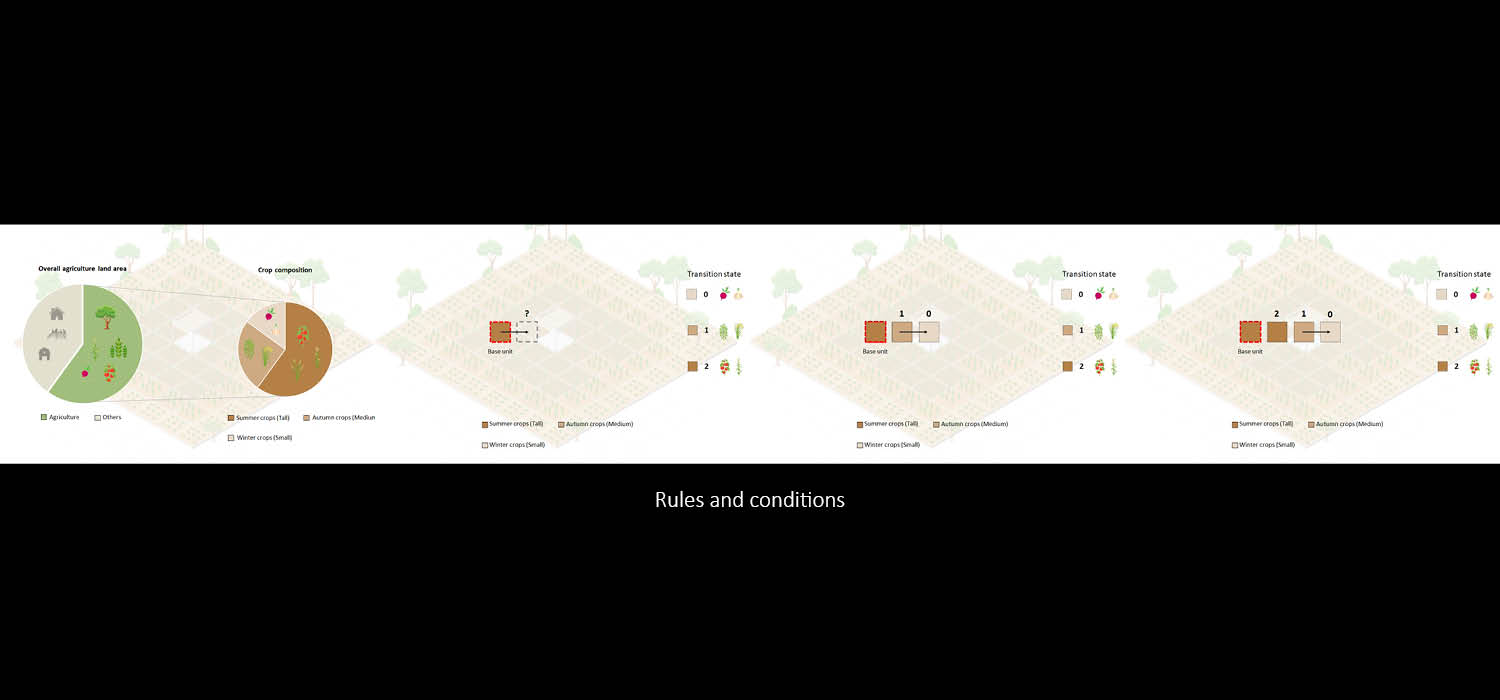 Overall agriculture land area
Crop composition
Agriculture
Others
Summer crops (Tall)
Autumn crops (Mediun
Winter crops (Small)
?
Base unit
Transition state
0
1
2
Summer crops (Tall)
Autumn crops (Medium)
Winter crops (Small)
1 0
Base unit
Transition state
0
1
2
Summer crops (Tall)
Autumn crops (Medium)
Winter crops (Small)
2 1 0
Base unit
Transition state
0
1
2
Summer crops (Tall)
Autumn crops (Medium)
Winter crops (Small)
Rules and conditions